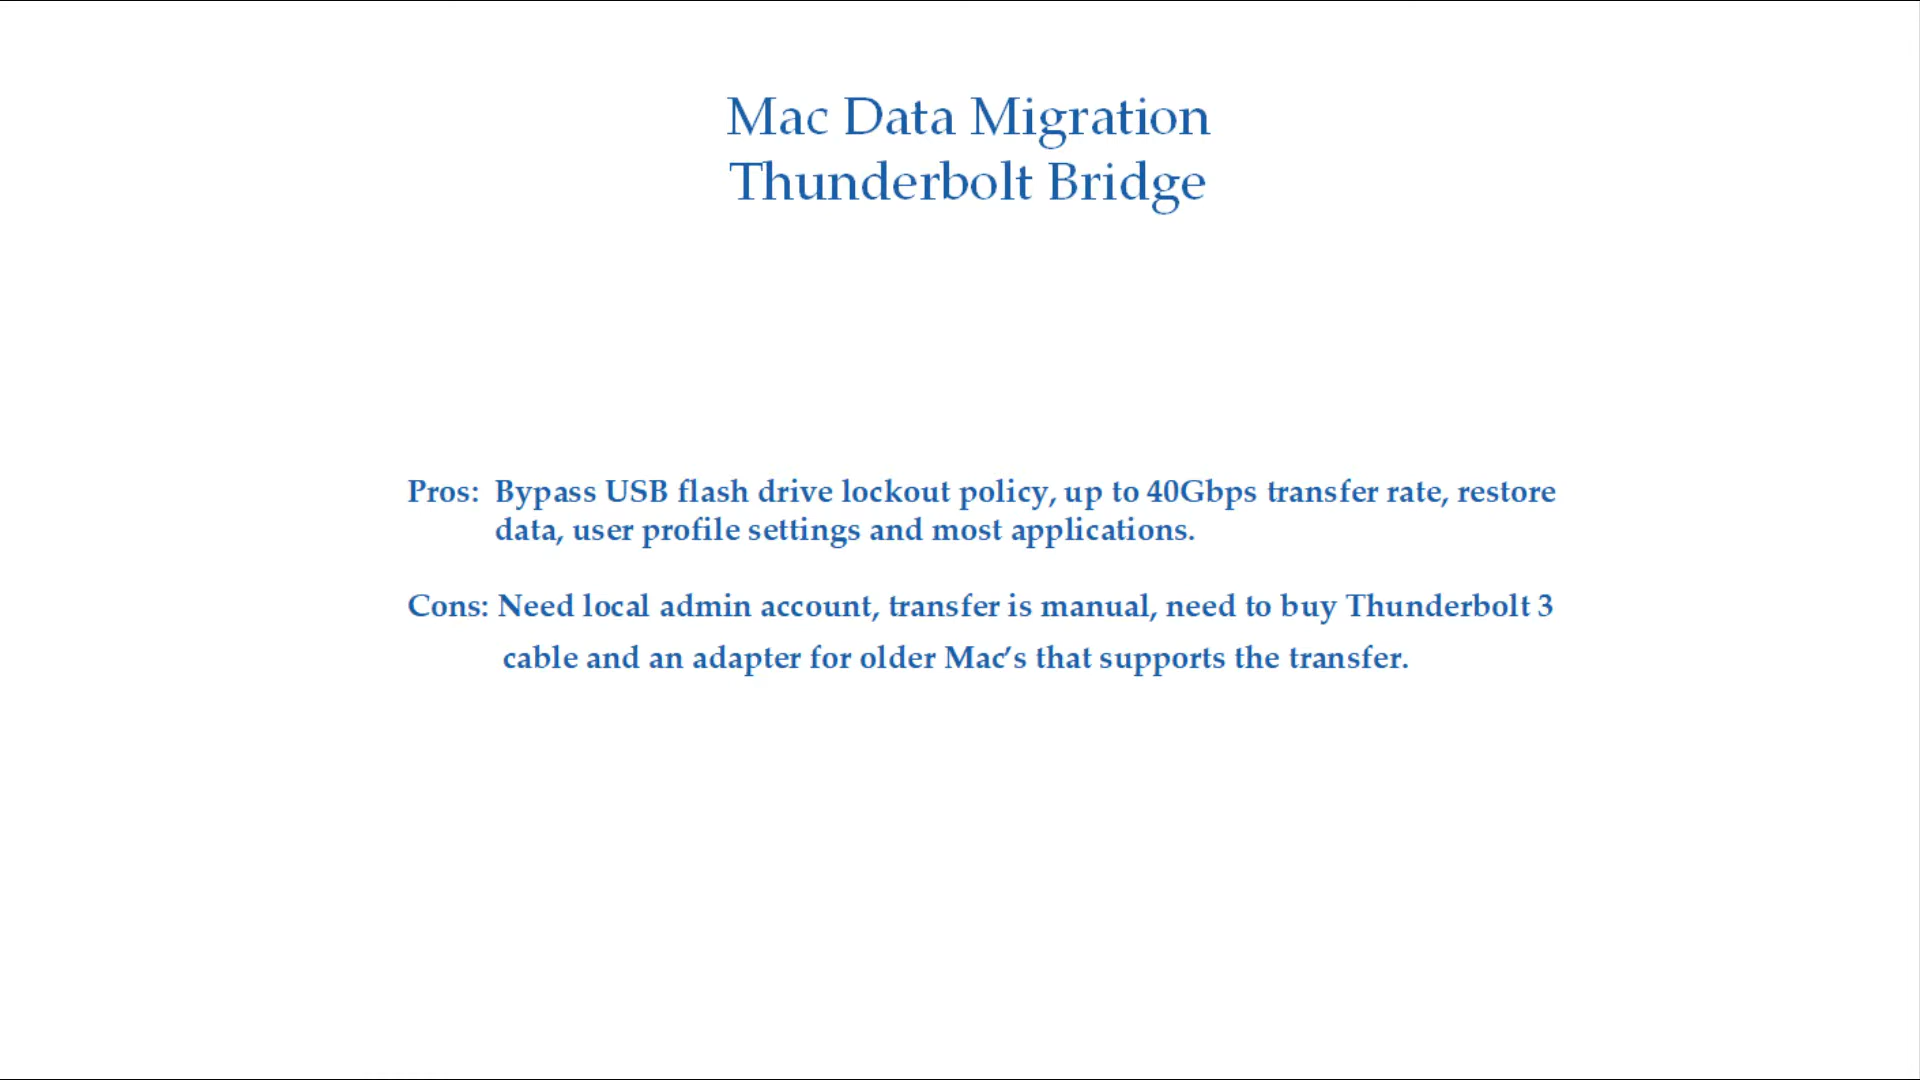 Mac Data Migration
Thunderbolt Bridge
Pros: Bypass USB flash drive lockout policy, up to 40Gbps transfer rate, restore
data, user profile settings and most applications.
Cons: Need local admin account, transfer is manual, need to buy Thunderbolt 3
cable and an adapter for older Mac’s that supports the transfer.